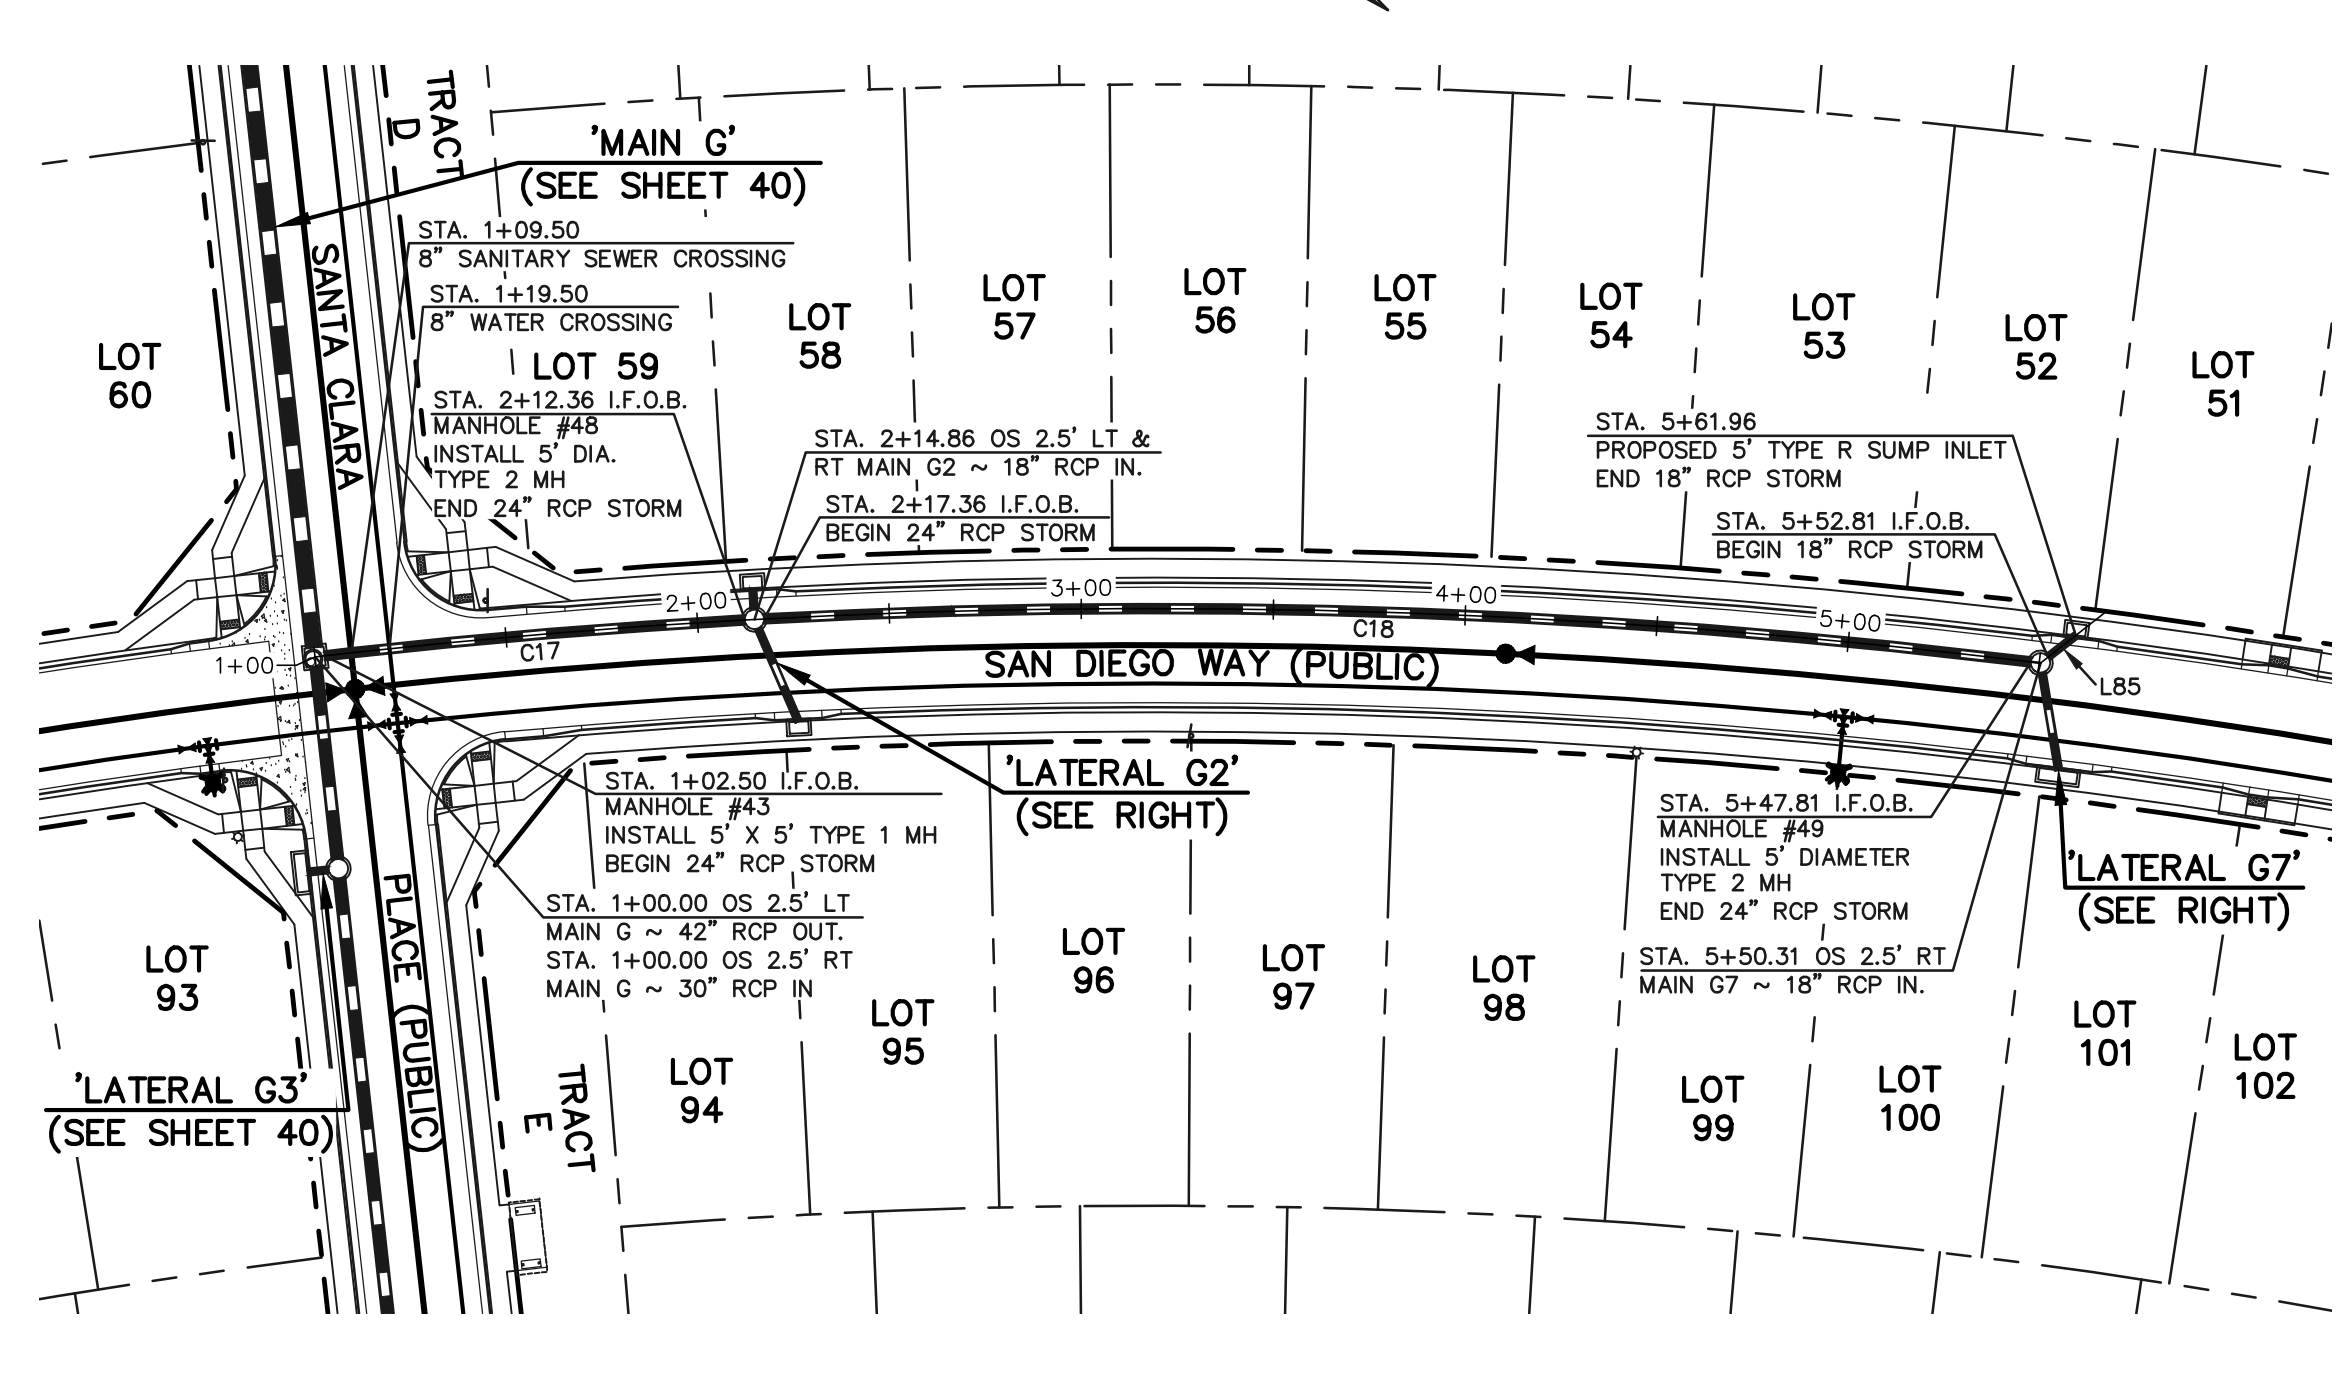 TRACT
D
'MAIN G'
(SEE SHEET 40)
STA. 1+09.50
8" SANITARY SEWER CROSSING
STA. 1+19.50
8" WATER CROSSING
SANTA CLARA
PLACE (PUBLIC)
LOT
60
LOT 59
LOT
58
LOT
57
LOT
56
LOT
55
LOT
54
LOT
53
LOT
52
LOT
51
STA. 2+12.36 I.F.O.B.
MANHOLE #48
INSTALL 5' DIA.
TYPE 2 MH
END 24" RCP STORM
STA. 2+14.86 OS 2.5' LT &
RT MAIN G2 ~ 18" RCP IN.
STA. 2+17.36 I.F.O.B.
BEGIN 24" RCP STORM
STA. 5+61.96
PROPOSED 5' TYPE R SUMP INLET
END 18" RCP STORM
STA. 5+52.81 I.F.O.B.
BEGIN 18" RCP STORM
1+00
2+00
3+00
4+00
5+00
C17
C18
SAN DIEGO WAY (PUBLIC)
L85
STA. 1+02.50 I.F.O.B.
MANHOLE #43
INSTALL 5' X 5' TYPE 1 MH
BEGIN 24" RCP STORM
STA. 1+00.00 OS 2.5' LT
MAIN G ~ 42" RCP OUT.
STA. 1+00.00 OS 2.5' RT
MAIN G ~ 30" RCP IN
'LATERAL G2'
(SEE RIGHT)
STA. 5+47.81 I.F.O.B.
MANHOLE #49
INSTALL 5' DIAMETER
TYPE 2 MH
END 24" RCP STORM
STA. 5+50.31 OS 2.5' RT
MAIN G7 ~ 18" RCP IN.
'LATERAL G7'
(SEE RIGHT)
LOT
93
'LATERAL G3'
(SEE SHEET 40)
TRACT
E
LOT
94
LOT
95
LOT
96
LOT
97
LOT
98
LOT
99
LOT
100
LOT
101
LOT
102